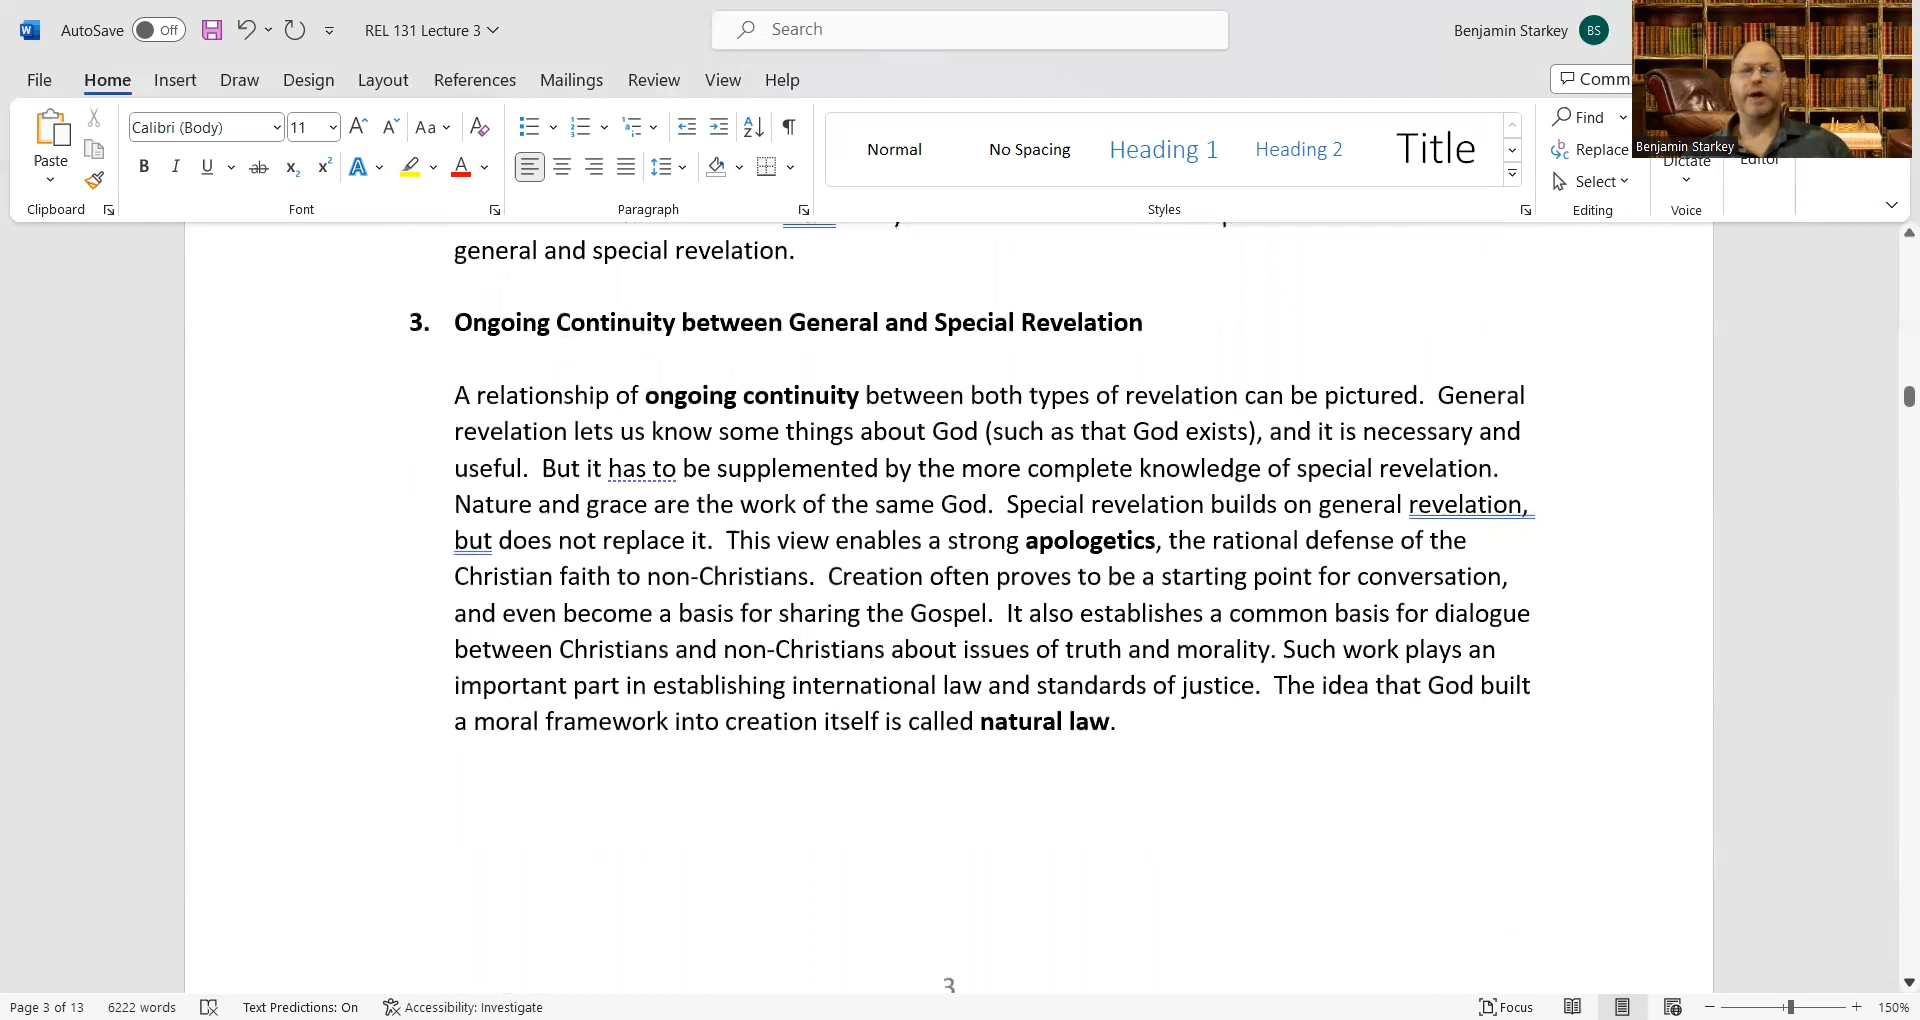 AutoSave Off REL 131 Lecture 3 Search Benjamin Starkey BS
File Home Insert Draw Design Layout References Mailings Review View Help Comm
Paste Calibri (Body) 11 Aa A
B I U ab x2 x2 A A
A Z ¶
Normal No Spacing Heading 1 Heading 2 Title
Find
Replace
Select
Dictate
Editor
Benjamin Starkey
Clipboard Font Paragraph Styles Editing Voice
general and special revelation.
3. Ongoing Continuity between General and Special Revelation
A relationship of ongoing continuity between both types of revelation can be pictured. General
revelation lets us know some things about God (such as that God exists), and it is necessary and
useful. But it has to be supplemented by the more complete knowledge of special revelation.
Nature and grace are the work of the same God. Special revelation builds on general revelation,
but does not replace it. This view enables a strong apologetics, the rational defense of the
Christian faith to non-Christians. Creation often proves to be a starting point for conversation,
and even become a basis for sharing the Gospel. It also establishes a common basis for dialogue
between Christians and non-Christians about issues of truth and morality. Such work plays an
important part in establishing international law and standards of justice. The idea that God built
a moral framework into creation itself is called natural law.
3
Page 3 of 13 6222 words Text Predictions: On Accessibility: Investigate Focus 150%